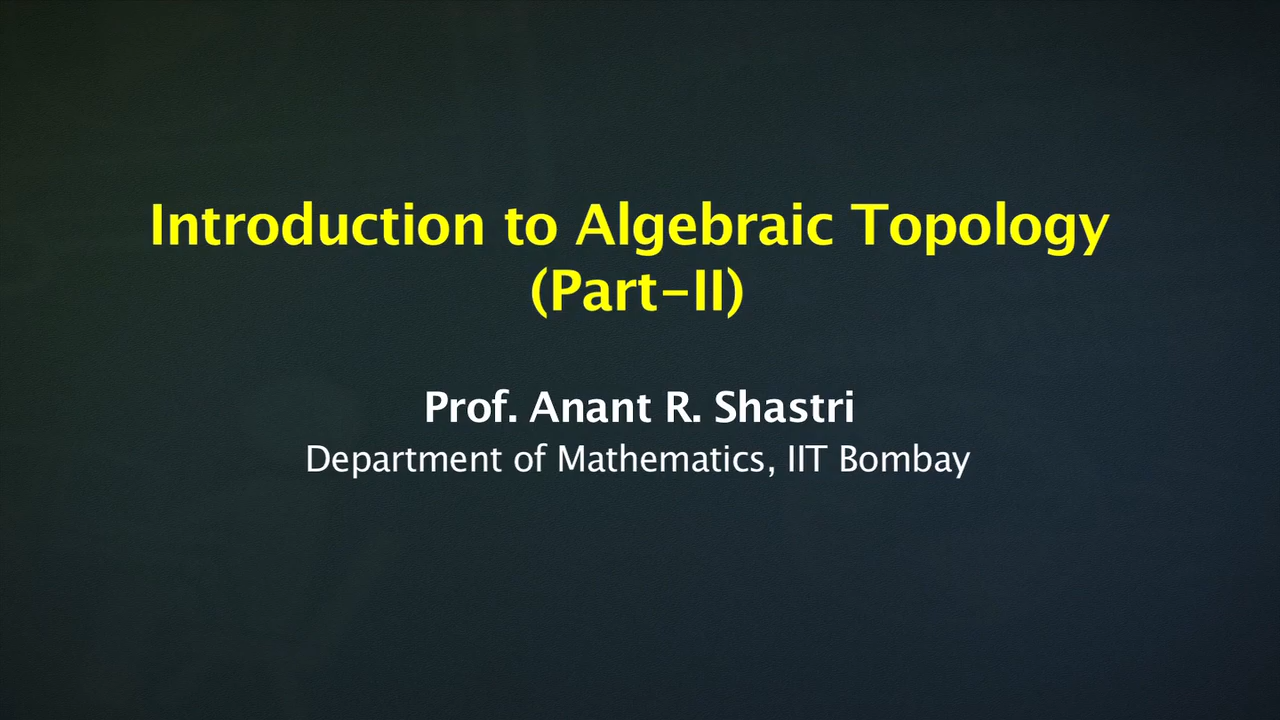 Introduction to Algebraic Topology
(Part-II)
Prof. Anant R. Shastri
Department of Mathematics, IIT Bombay